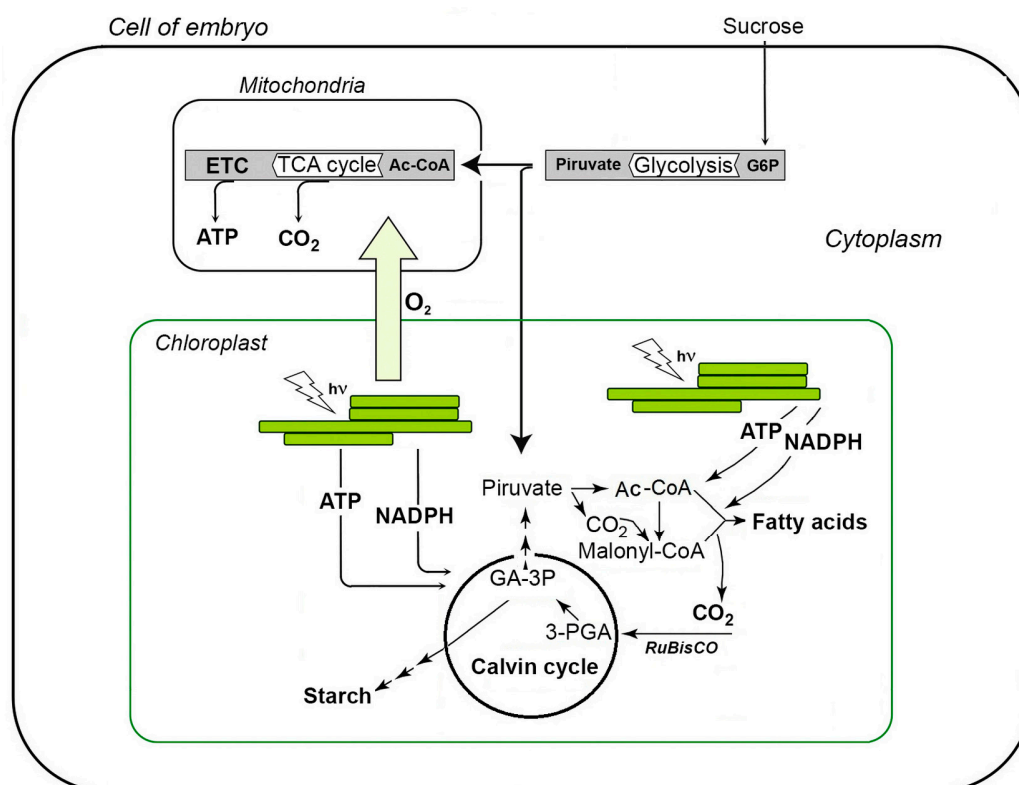 Cell of embryo
Sucrose
Mitochondria
ETC TCA cycle Ac-CoA
Piruvate Glycolysis G6P
ATP CO₂
Cytoplasm
O₂
Chloroplast
hν
hν
ATP NADPH
ATP
NADPH
Piruvate
Ac-CoA
CO₂
Malonyl-CoA
Fatty acids
GA-3P
CO₂
3-PGA
RuBisCO
Calvin cycle
Starch